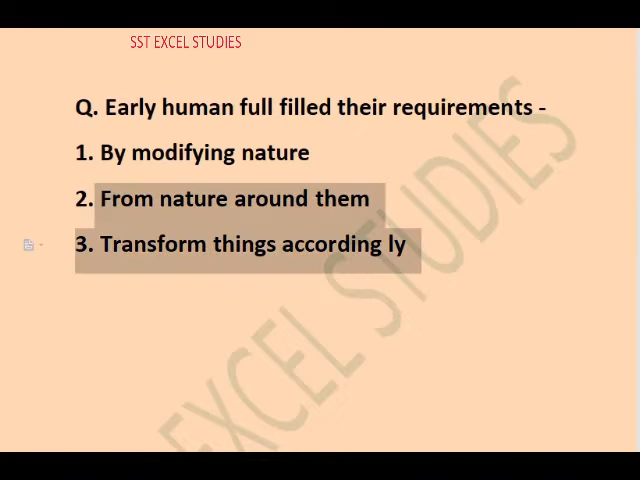 SST EXCEL STUDIES
Q. Early human full filled their requirements -
1. By modifying nature
2. From nature around them
3. Transform things according ly
EXCEL STUDIES